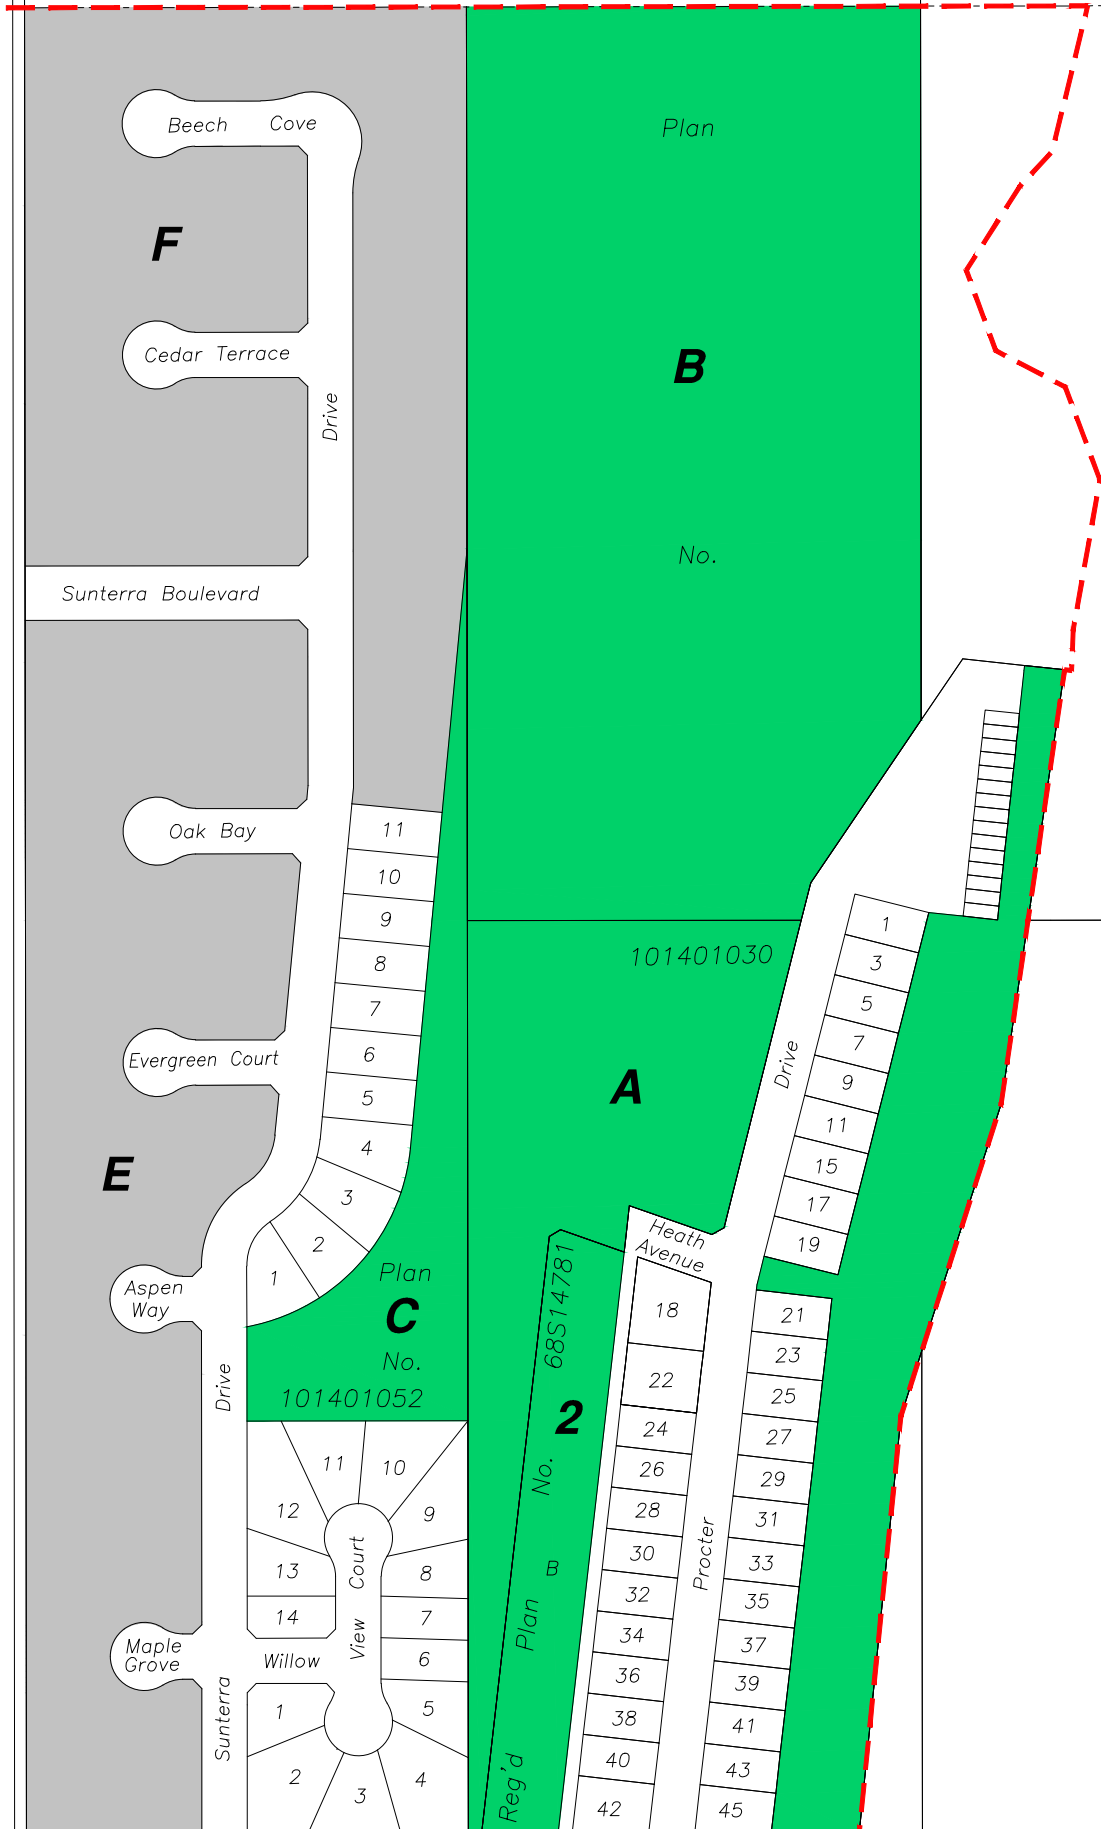 Beech Cove
Plan
F
Cedar Terrace
B
Drive
No.
Sunterra Boulevard
Oak Bay
11
10
9
8
7
6
5
4
3
2
1
101401030
1
3
5
7
9
11
15
17
19
Drive
Evergreen Court
A
E
Heath
Avenue
Aspen
Way
Plan
C
No.
101401052
Drive
68S14781
2
No.
B
Plan
Reg'd
18
22
24
26
28
30
32
34
36
38
40
42
21
23
25
27
29
31
33
35
37
39
41
43
45
Procter
11
10
12
9
13
8
14
7
6
5
1
2
3
4
View Court
Willow
Maple
Grove
Sunterra